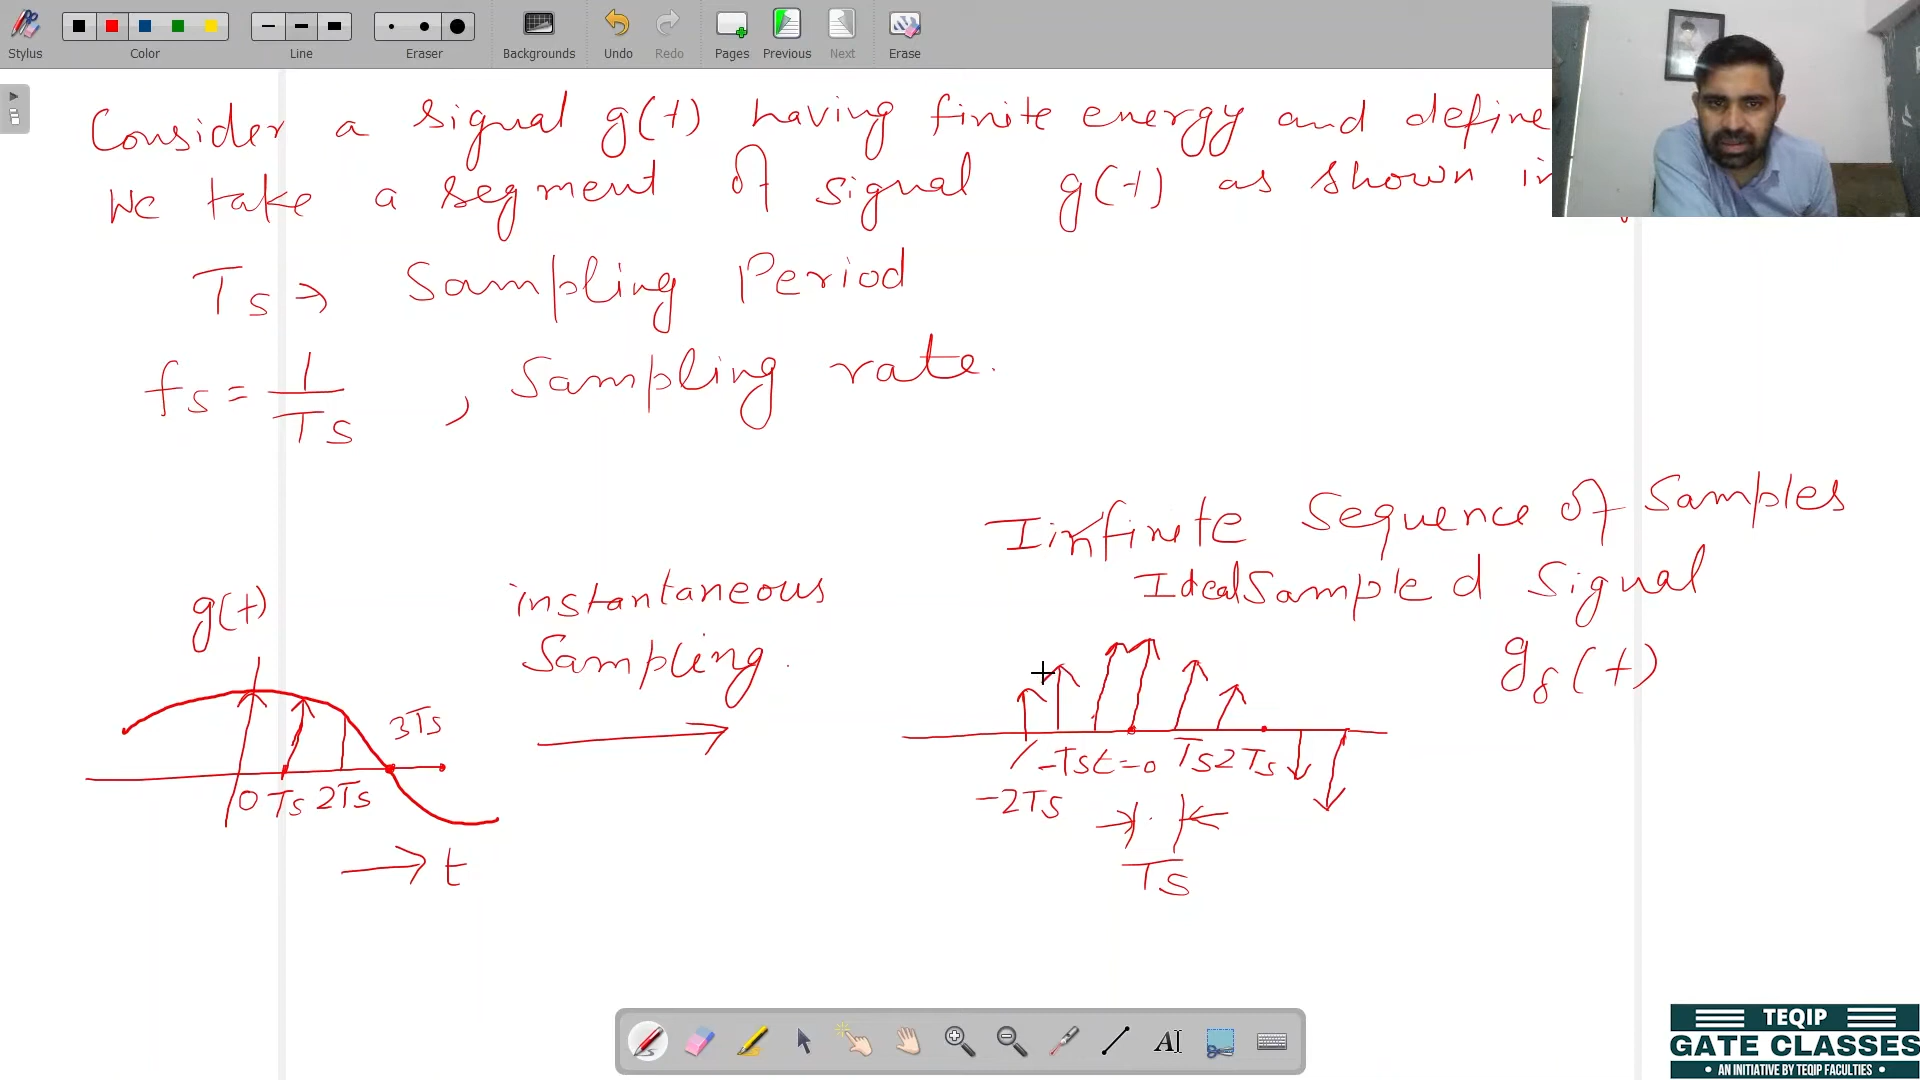 Stylus Color Line Eraser Backgrounds Undo Redo Pages Previous Next Erase
Consider a signal g(t) having finite energy and define
We take a segment of signal g(t) as shown in
Ts → Sampling Period
fs = 1/Ts , Sampling rate.
Infinite Sequence of Samples
Ideal Sampled Signal
g(t)
instantaneous
Sampling.
gδ(t)
3Ts
0 Ts 2Ts
-Ts t=0 Ts 2Ts
-2Ts
→ t
Ts
AI
TEQIP
GATE CLASSES
• AN INITIATIVE BY TEQIP FACULTIES •